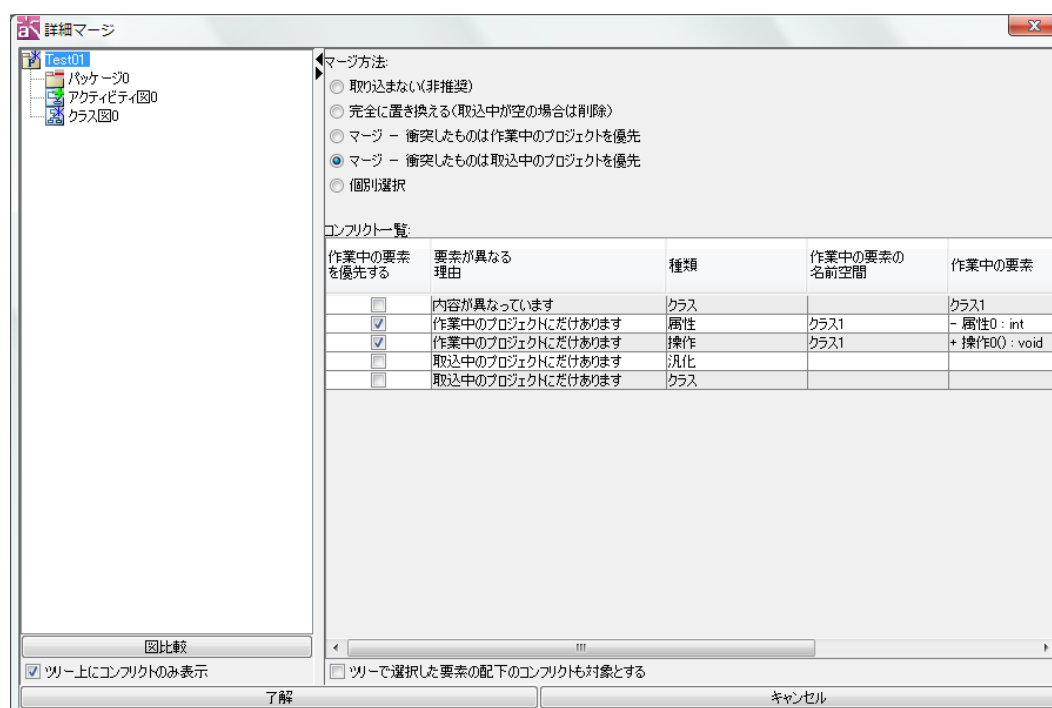 詳細マージ
Test01
パッケージ0
アクティビティ図0
クラス図0
図比較
ツリー上にコンフリクトのみ表示
マージ方法:
取り込まない(非推奨)
完全に置き換える(取込中が空の場合は削除)
マージ － 衝突したものは作業中のプロジェクトを優先
マージ － 衝突したものは取込中のプロジェクトを優先
個別選択
コンフリクト一覧:
作業中の要素を優先する 要素が異なる理由 種類 作業中の要素の名前空間 作業中の要素
内容が異なっています クラス クラス1
作業中のプロジェクトにだけあります 属性 クラス1 - 属性0 : int
作業中のプロジェクトにだけあります 操作 クラス1 + 操作0() : void
取込中のプロジェクトにだけあります 汎化
取込中のプロジェクトにだけあります クラス
ツリーで選択した要素の配下のコンフリクトも対象とする
了解 キャンセル